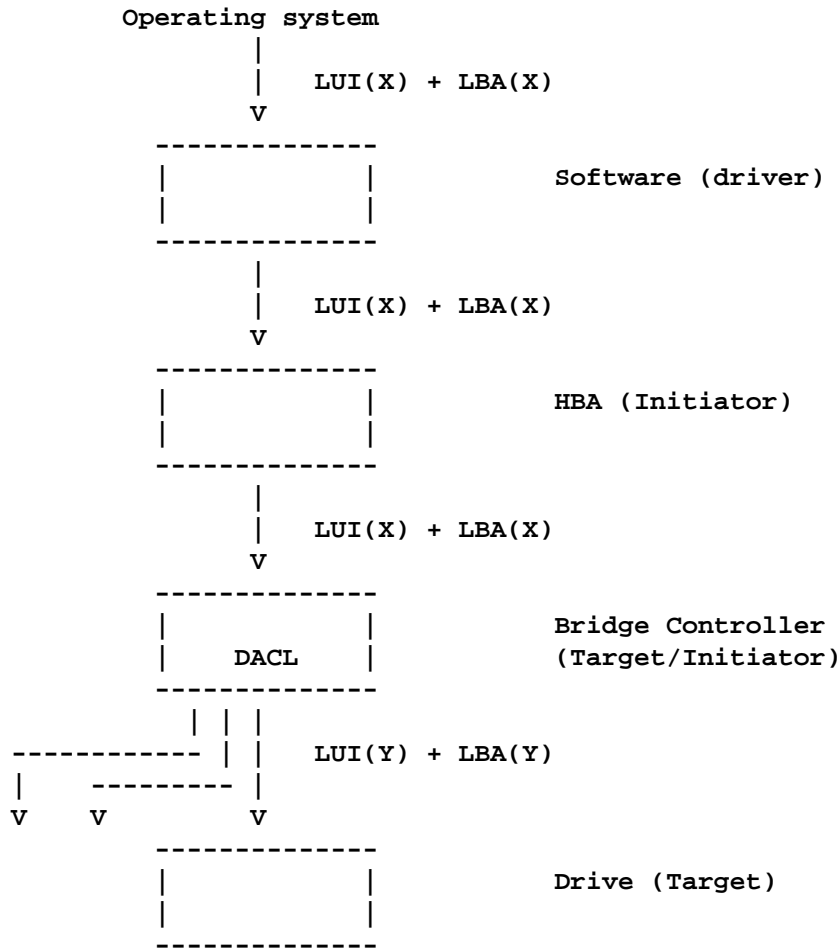 Operating system
LUI(X) + LBA(X)
Software (driver)
LUI(X) + LBA(X)
HBA (Initiator)
LUI(X) + LBA(X)
Bridge Controller
DACL (Target/Initiator)
LUI(Y) + LBA(Y)
Drive (Target)